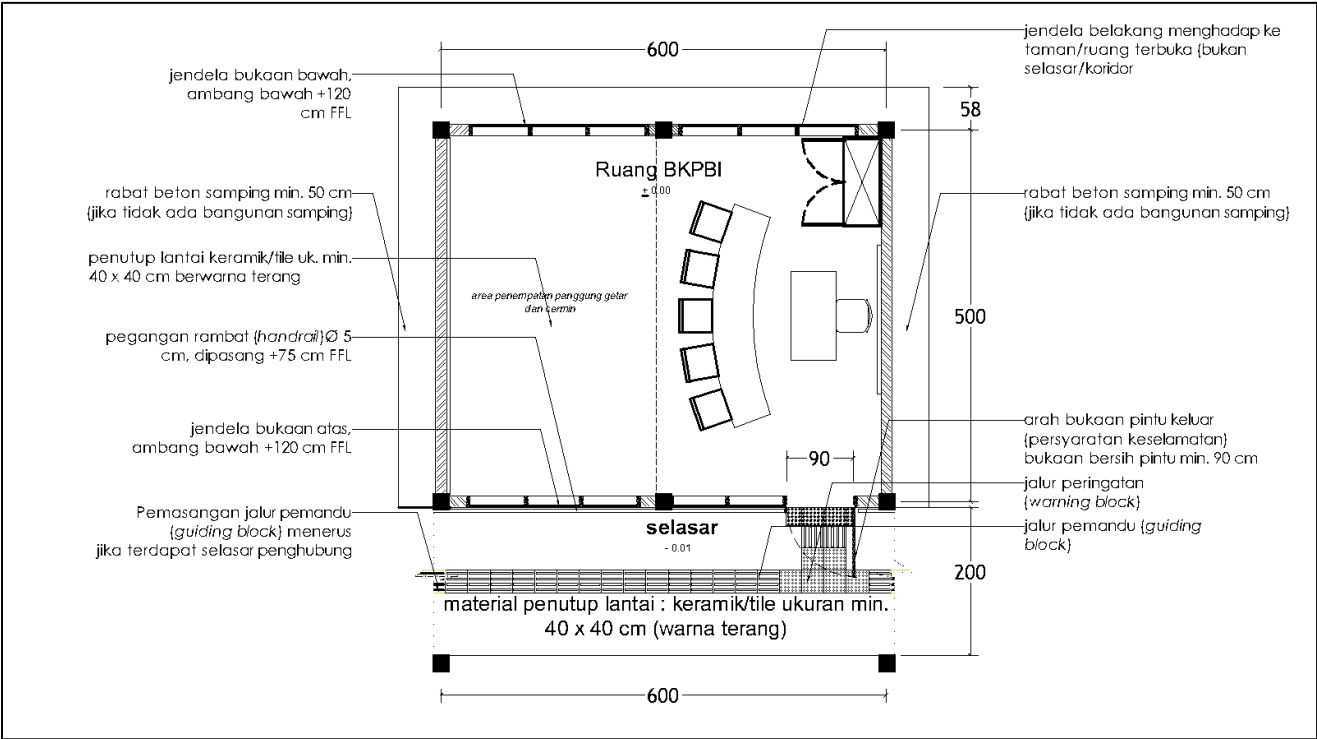 600
jendela belakang menghadap ke
taman/ruang terbuka (bukan
selasar/koridor
jendela bukaan bawah,
ambang bawah +120
cm FFL
58
Ruang BKPBI
± 0.00
rabat beton samping min. 50 cm
(jika tidak ada bangunan samping)
rabat beton samping min. 50 cm
(jika tidak ada bangunan samping)
penutup lantai keramik/tile uk. min.
40 x 40 cm berwarna terang
area penempatan panggung getar
dan cermin
500
pegangan rambat (handrail)Ø 5
cm, dipasang +75 cm FFL
jendela bukaan atas,
ambang bawah +120 cm FFL
arah bukaan pintu keluar
(persyaratan keselamatan)
bukaan bersih pintu min. 90 cm
90
jalur peringatan
(warning block)
Pemasangan jalur pemandu
(guiding block) menerus
jika terdapat selasar penghubung
selasar
- 0.01
jalur pemandu (guiding
block)
200
material penutup lantai : keramik/tile ukuran min.
40 x 40 cm (warna terang)
600